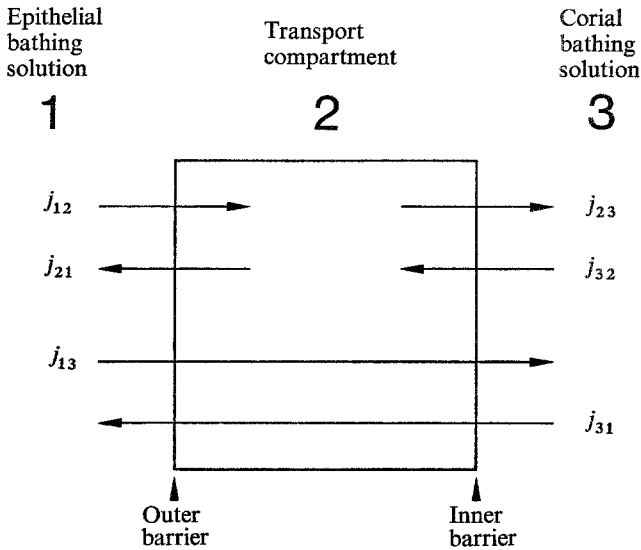 Epithelial
bathing
solution
1
Transport
compartment
2
Corial
bathing
solution
3
j12
j23
j21
j32
j13
j31
Outer
barrier
Inner
barrier